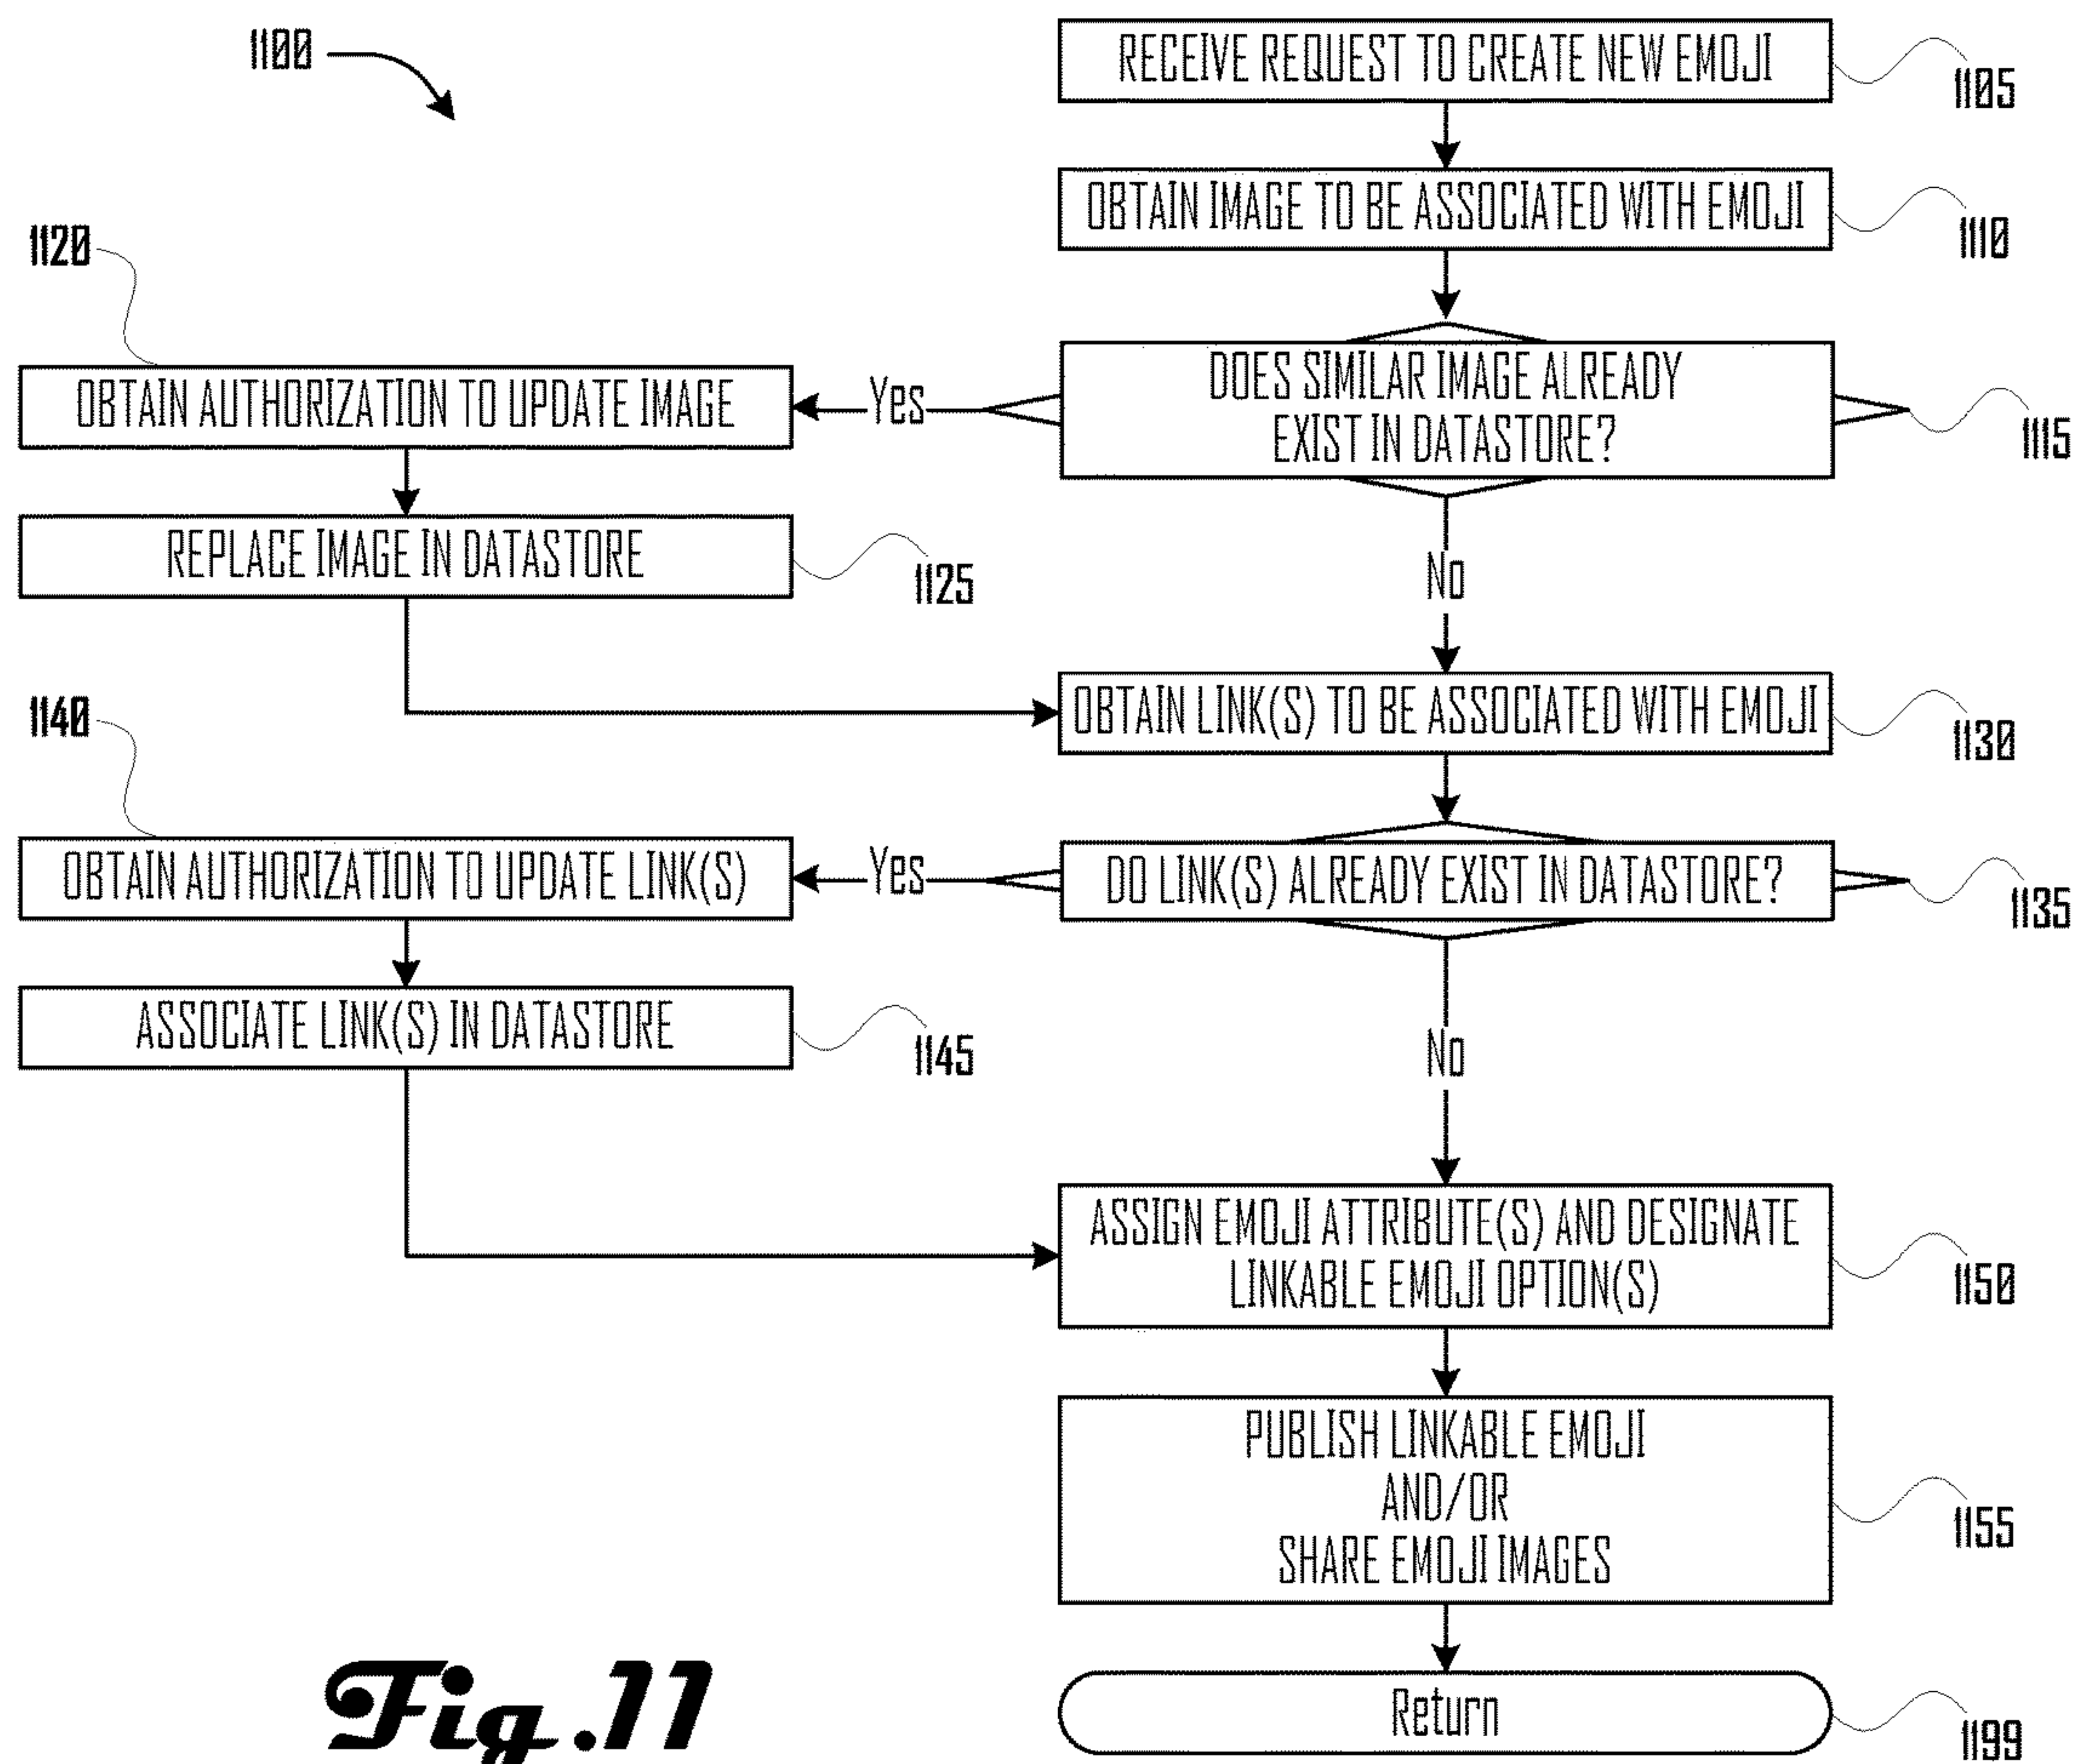 1100
RECEIVE REQUEST TO CREATE NEW EMOJI
1105
OBTAIN IMAGE TO BE ASSOCIATED WITH EMOJI
1110
DOES SIMILAR IMAGE ALREADY
EXIST IN DATASTORE?
1115
Yes
1120
OBTAIN AUTHORIZATION TO UPDATE IMAGE
REPLACE IMAGE IN DATASTORE
1125
No
OBTAIN LINK(S) TO BE ASSOCIATED WITH EMOJI
1130
DO LINK(S) ALREADY EXIST IN DATASTORE?
1135
Yes
1140
OBTAIN AUTHORIZATION TO UPDATE LINK(S)
ASSOCIATE LINK(S) IN DATASTORE
1145
No
ASSIGN EMOJI ATTRIBUTE(S) AND DESIGNATE
LINKABLE EMOJI OPTION(S)
1150
PUBLISH LINKABLE EMOJI
AND/OR
SHARE EMOJI IMAGES
1155
Return
1199
Fig.11